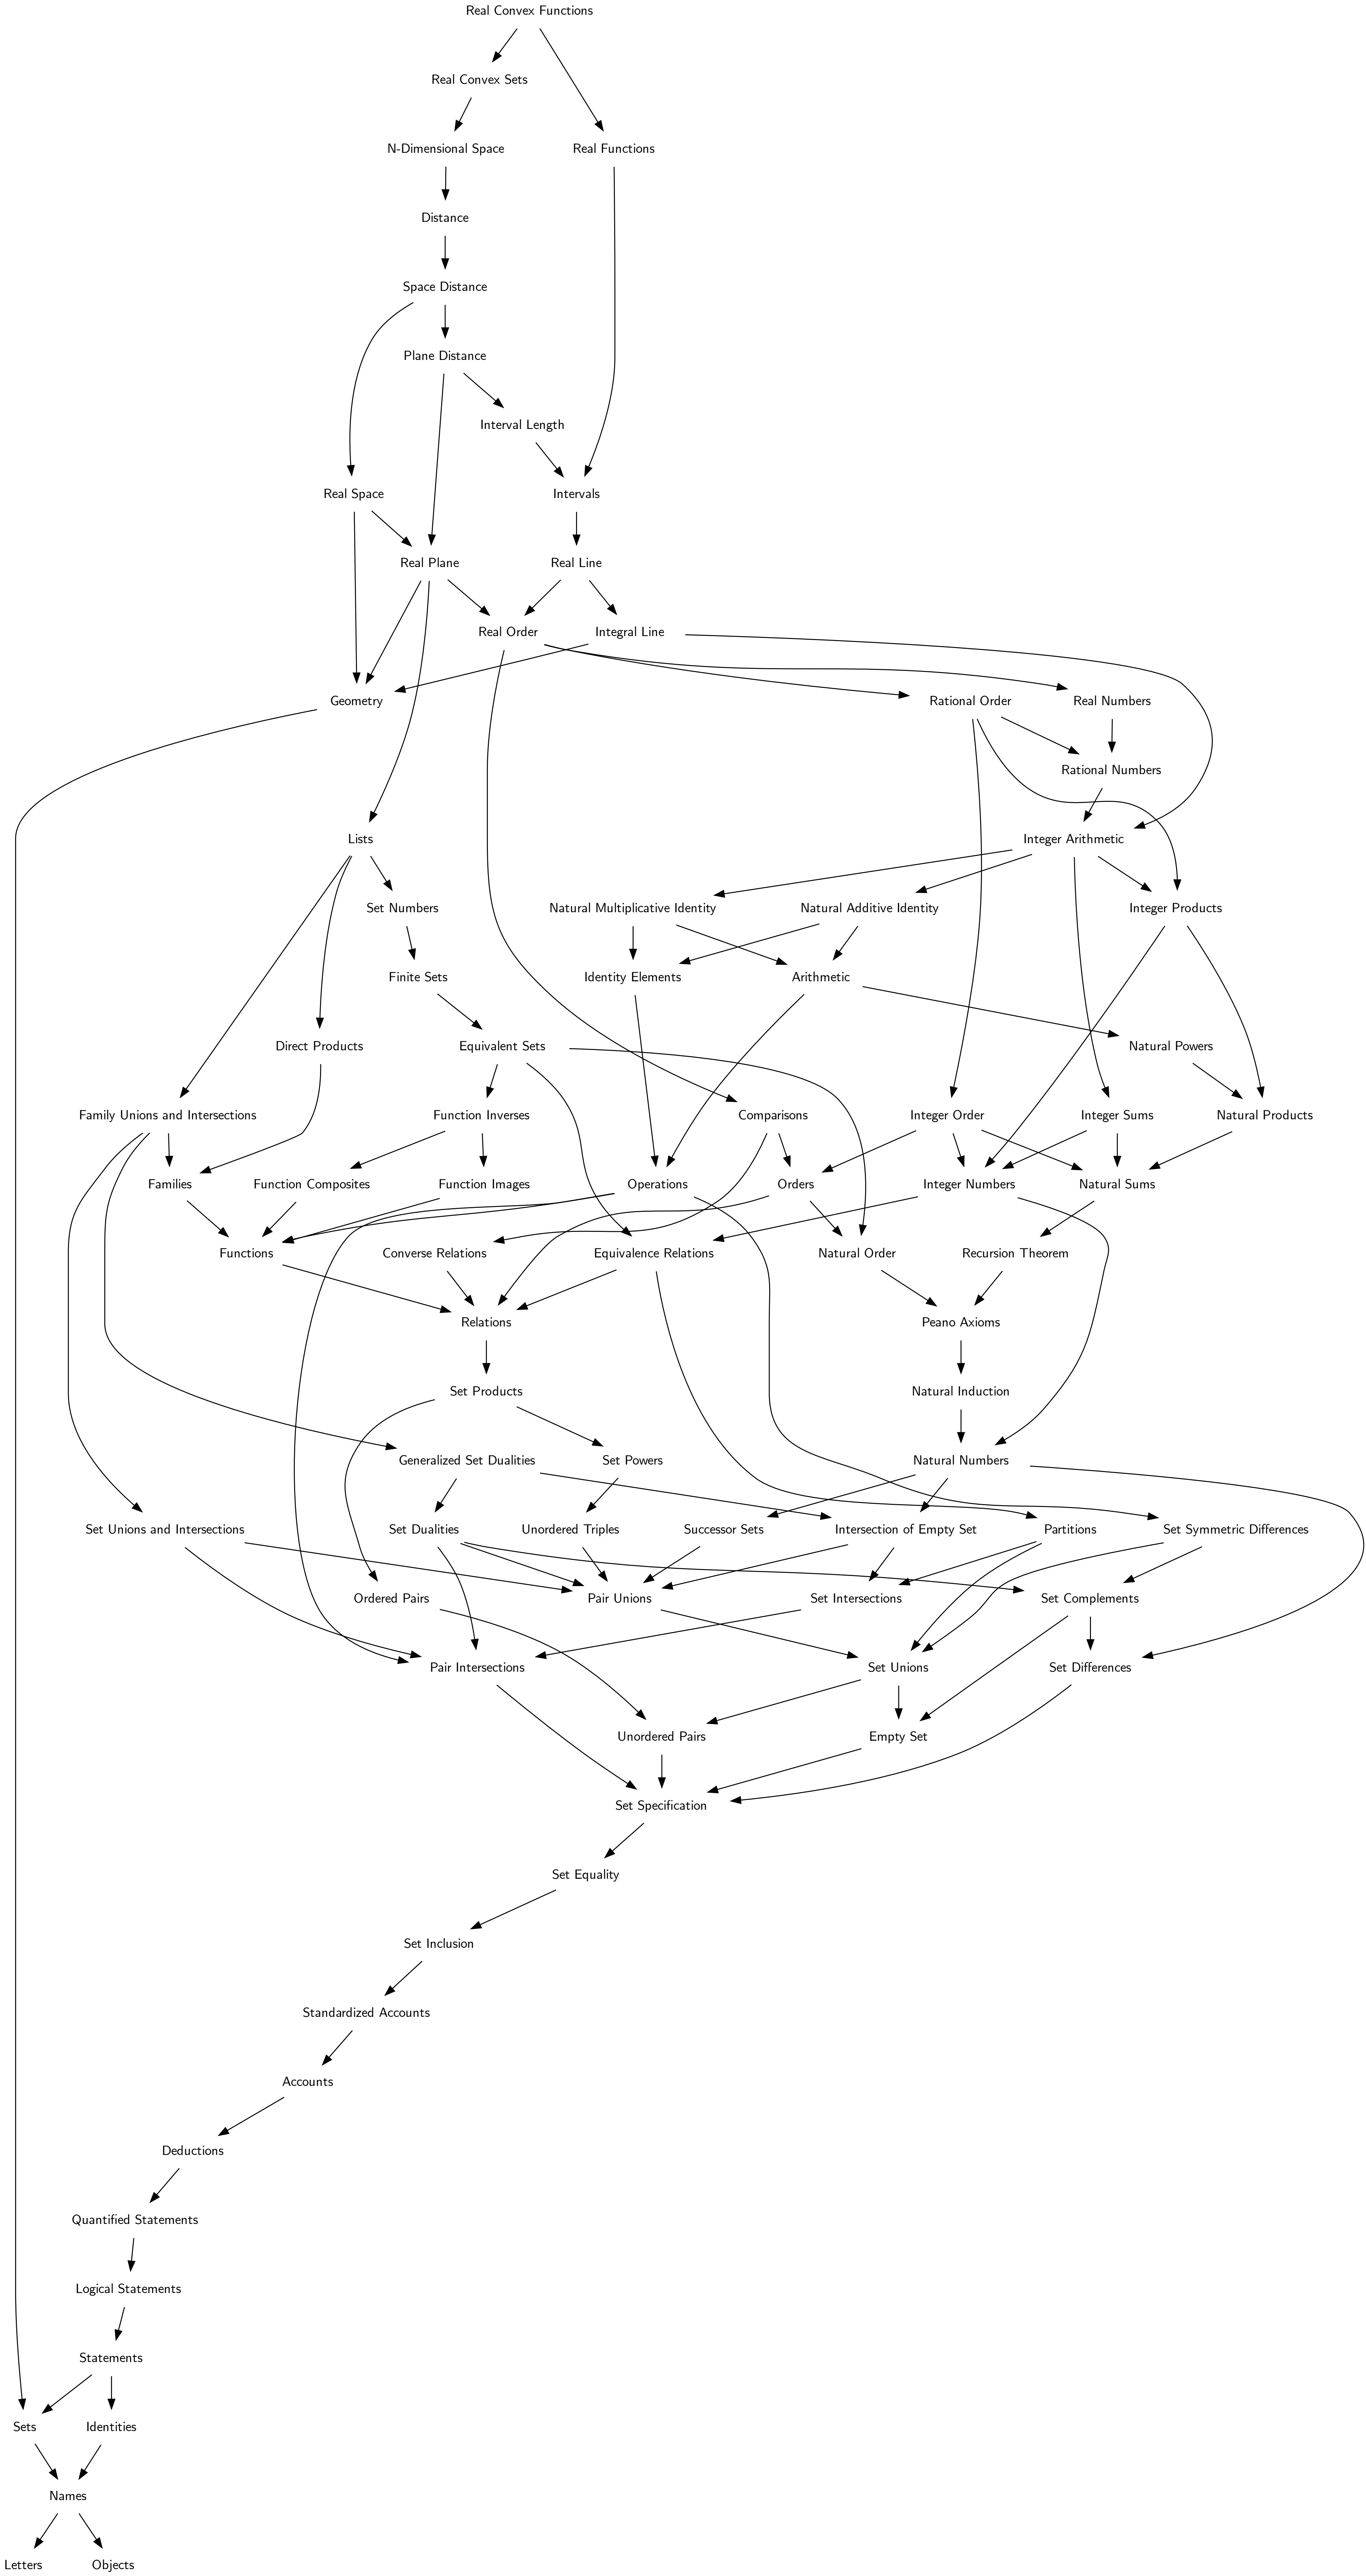 Real Convex Functions
Real Convex Sets
N-Dimensional Space
Real Functions
Distance
Space Distance
Plane Distance
Interval Length
Real Space
Intervals
Real Plane
Real Line
Real Order
Integral Line
Geometry
Rational Order
Real Numbers
Rational Numbers
Lists
Integer Arithmetic
Set Numbers
Natural Multiplicative Identity
Natural Additive Identity
Integer Products
Finite Sets
Identity Elements
Arithmetic
Direct Products
Equivalent Sets
Natural Powers
Family Unions and Intersections
Function Inverses
Comparisons
Integer Order
Integer Sums
Natural Products
Families
Function Composites
Function Images
Operations
Orders
Integer Numbers
Natural Sums
Functions
Converse Relations
Equivalence Relations
Natural Order
Recursion Theorem
Relations
Peano Axioms
Set Products
Natural Induction
Generalized Set Dualities
Set Powers
Natural Numbers
Set Unions and Intersections
Set Dualities
Unordered Triples
Successor Sets
Intersection of Empty Set
Partitions
Set Symmetric Differences
Ordered Pairs
Pair Unions
Set Intersections
Set Complements
Pair Intersections
Set Unions
Set Differences
Unordered Pairs
Empty Set
Set Specification
Set Equality
Set Inclusion
Standardized Accounts
Accounts
Deductions
Quantified Statements
Logical Statements
Statements
Sets
Identities
Names
Letters
Objects